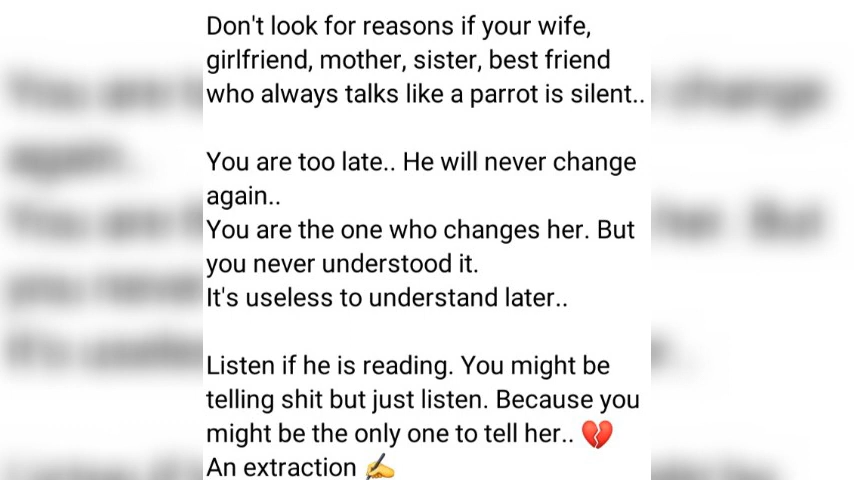 Don't look for reasons if your wife,
girlfriend, mother, sister, best friend
who always talks like a parrot is silent..
You are too late.. He will never change
again..
You are the one who changes her. But
you never understood it.
It's useless to understand later..
Listen if he is reading. You might be
telling shit but just listen. Because you
might be the only one to tell her.. 💔
An extraction ✍️